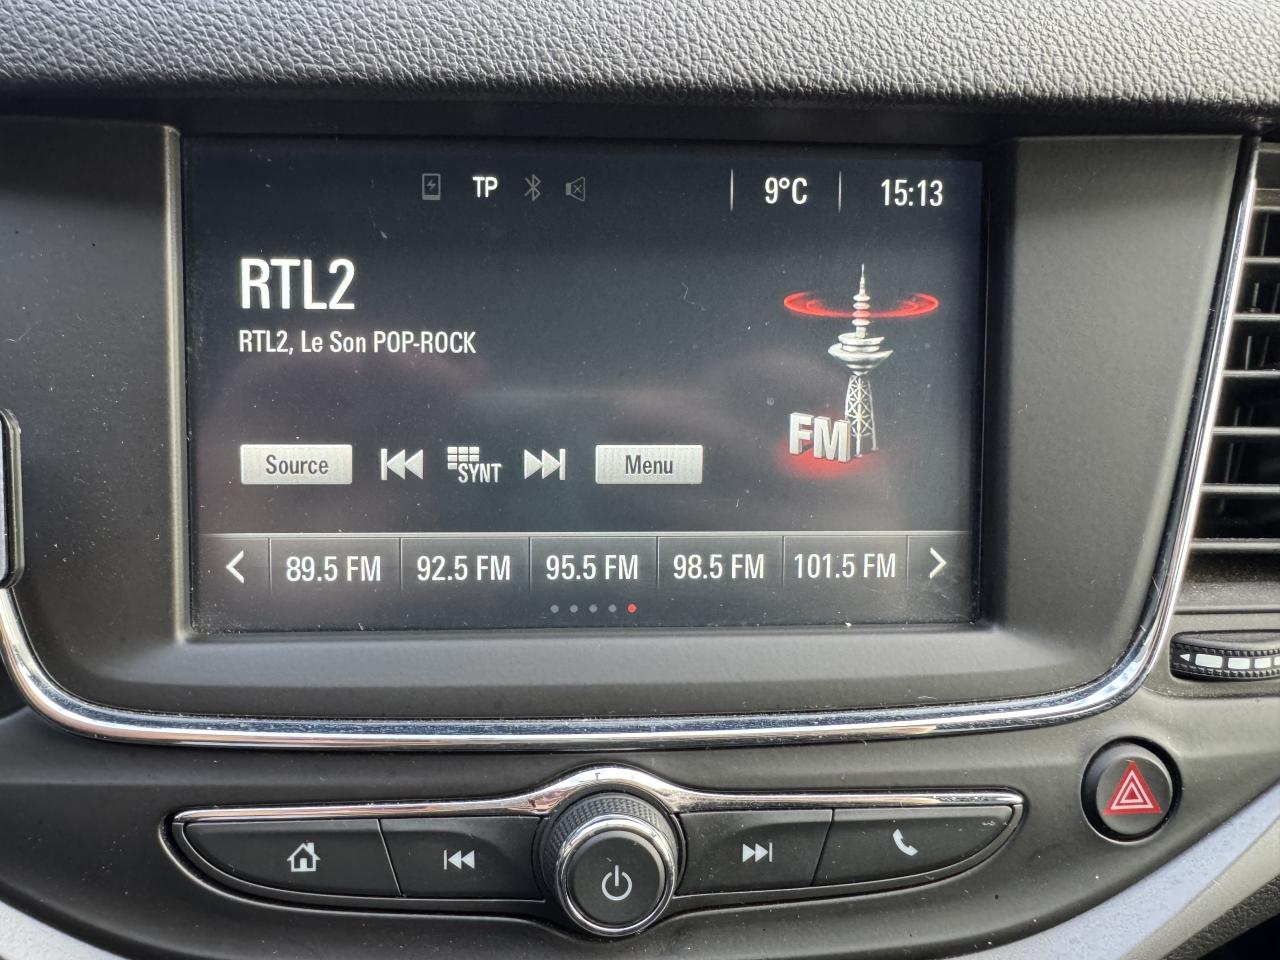 TP 9°C 15:13
RTL2
RTL2, Le Son POP-ROCK
FM
Source SYNT Menu
89.5 FM 92.5 FM 95.5 FM 98.5 FM 101.5 FM